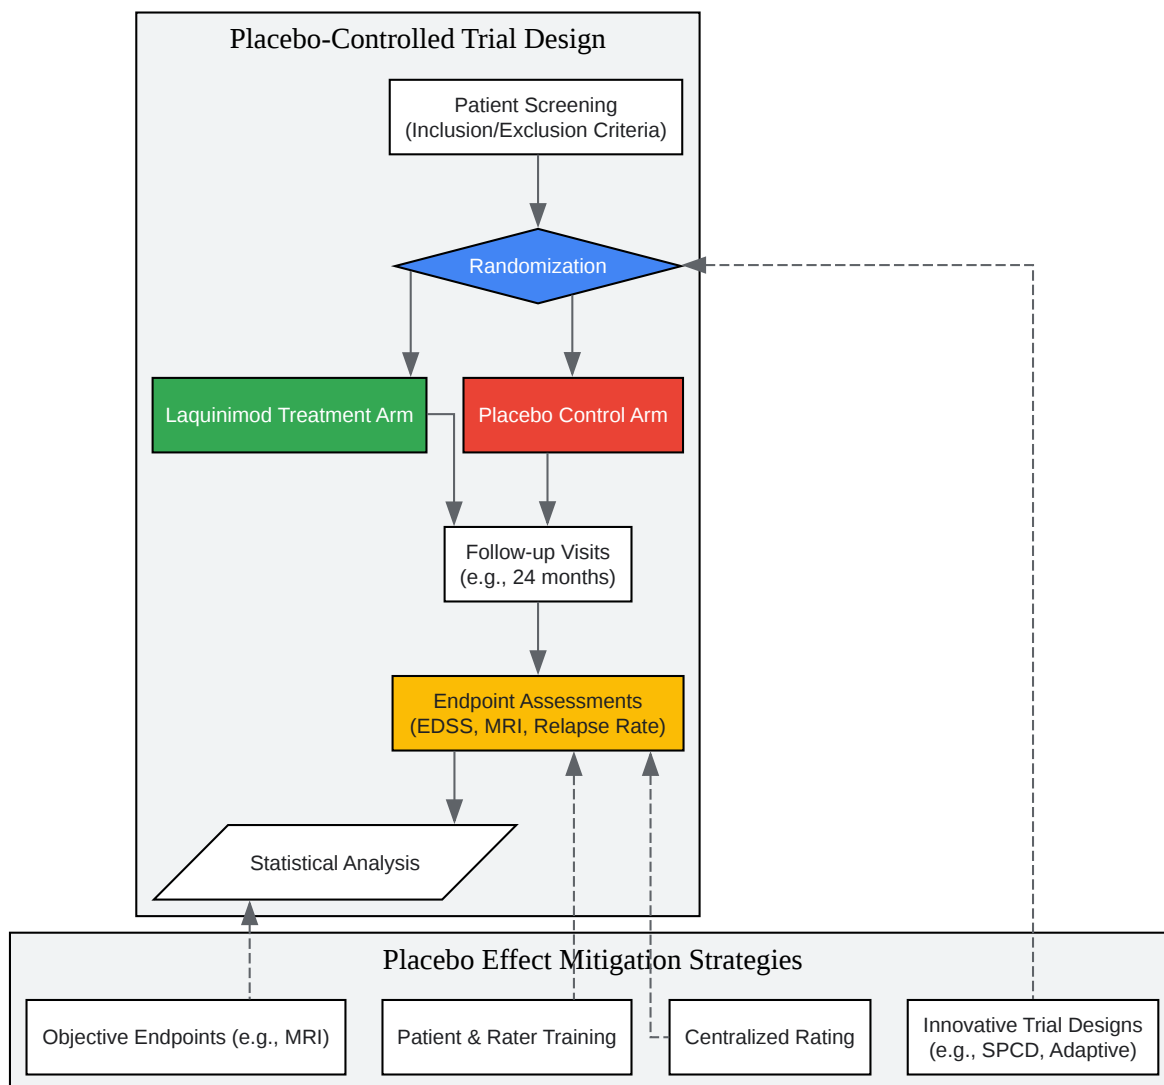 Placebo-Controlled Trial Design
Patient Screening
(Inclusion/Exclusion Criteria)
Randomization
Laquinimod Treatment Arm
Placebo Control Arm
Follow-up Visits
(e.g., 24 months)
Endpoint Assessments
(EDSS, MRI, Relapse Rate)
Statistical Analysis
Placebo Effect Mitigation Strategies
Objective Endpoints (e.g., MRI)
Patient & Rater Training
Centralized Rating
Innovative Trial Designs
(e.g., SPCD, Adaptive)